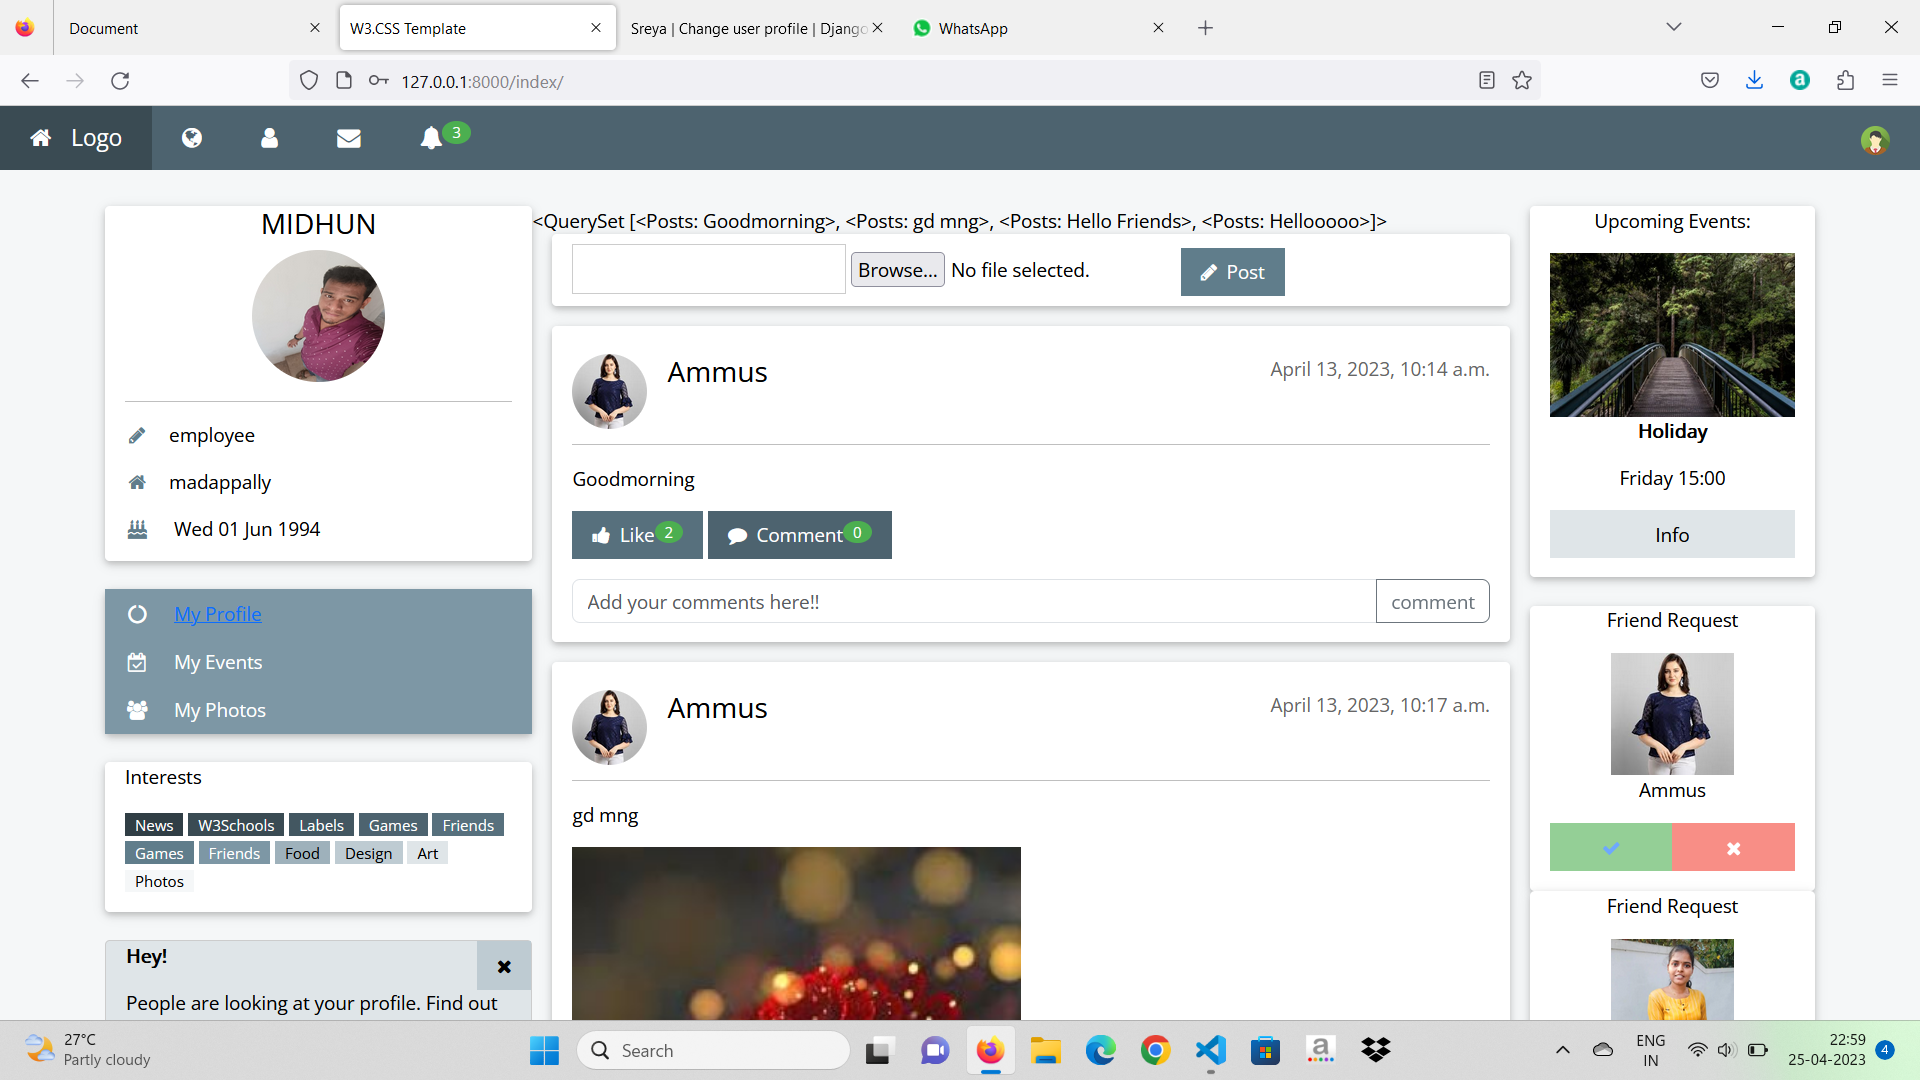 Document
W3.CSS Template
Sreya | Change user profile | Django
WhatsApp
127.0.0.1:8000/index/
Logo
3
MIDHUN
employee
madappally
Wed 01 Jun 1994
My Profile
My Events
My Photos
Interests
News W3Schools Labels Games Friends
Games Friends Food Design Art
Photos
Hey!
People are looking at your profile. Find out
<QuerySet [<Posts: Goodmorning>, <Posts: gd mng>, <Posts: Hello Friends>, <Posts: Hellooooo>]>
Browse... No file selected. Post
Ammus
April 13, 2023, 10:14 a.m.
Goodmorning
Like 2 Comment 0
Add your comments here!! comment
Ammus
April 13, 2023, 10:17 a.m.
gd mng
Upcoming Events:
Holiday
Friday 15:00
Info
Friend Request
Ammus
Friend Request
27°C
Partly cloudy
Search
a
ENG
IN
22:59
25-04-2023
4